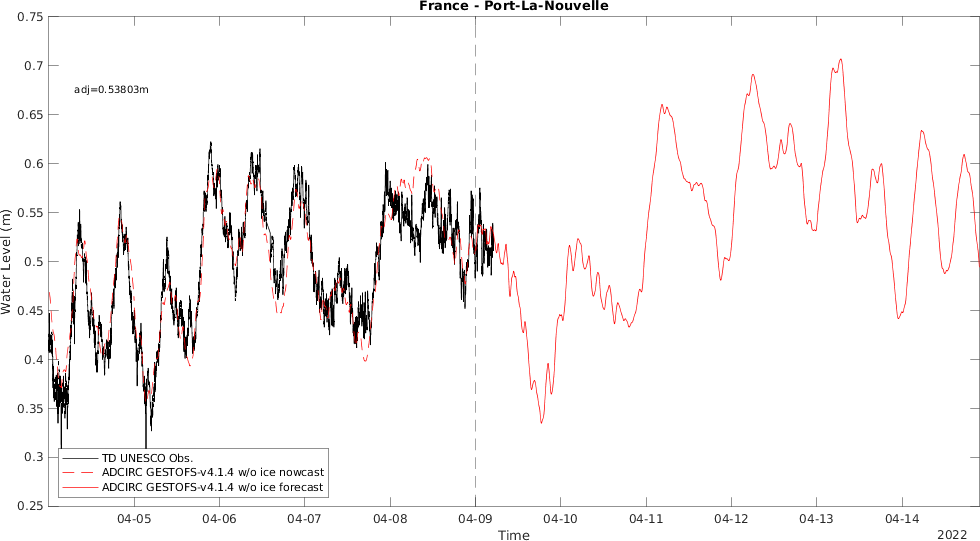 France - Port-La-Nouvelle
0.75
0.7
0.65
0.6
0.55
0.5
0.45
0.4
0.35
0.3
0.25
Water Level (m)
adj=0.53803m
TD UNESCO Obs.
ADCIRC GESTOFS-v4.1.4 w/o ice nowcast
ADCIRC GESTOFS-v4.1.4 w/o ice forecast
04-05 04-06 04-07 04-08 04-09 04-10 04-11 04-12 04-13 04-14
Time
2022